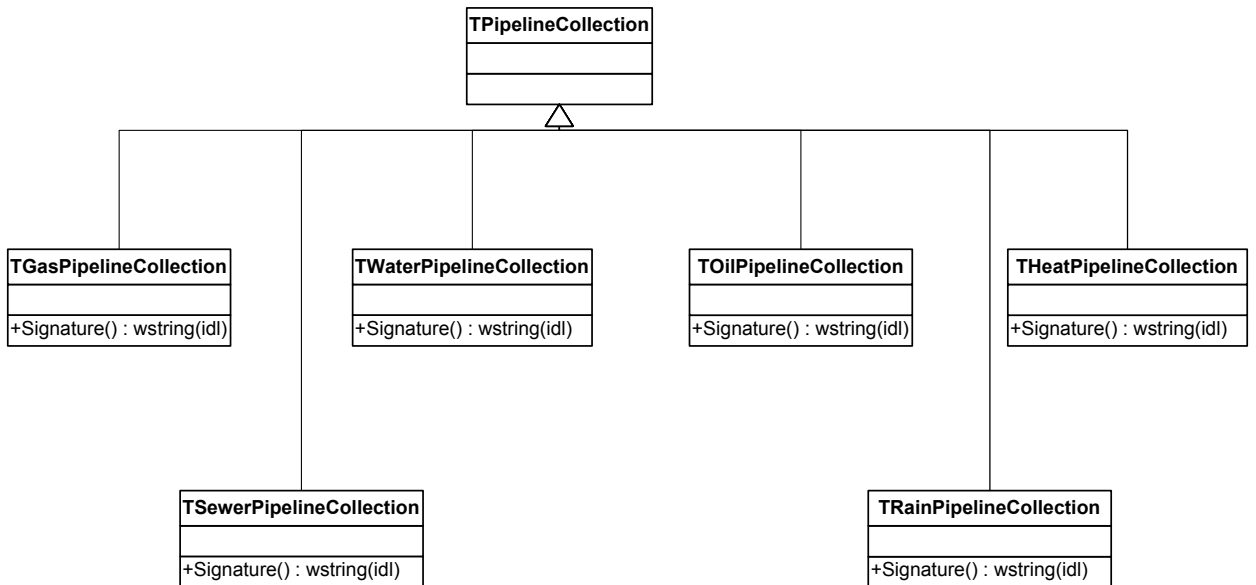 TPipelineCollection
TGasPipelineCollection
+Signature() : wstring(idl)
TWaterPipelineCollection
+Signature() : wstring(idl)
TOilPipelineCollection
+Signature() : wstring(idl)
THeatPipelineCollection
+Signature() : wstring(idl)
TSewerPipelineCollection
+Signature() : wstring(idl)
TRainPipelineCollection
+Signature() : wstring(idl)